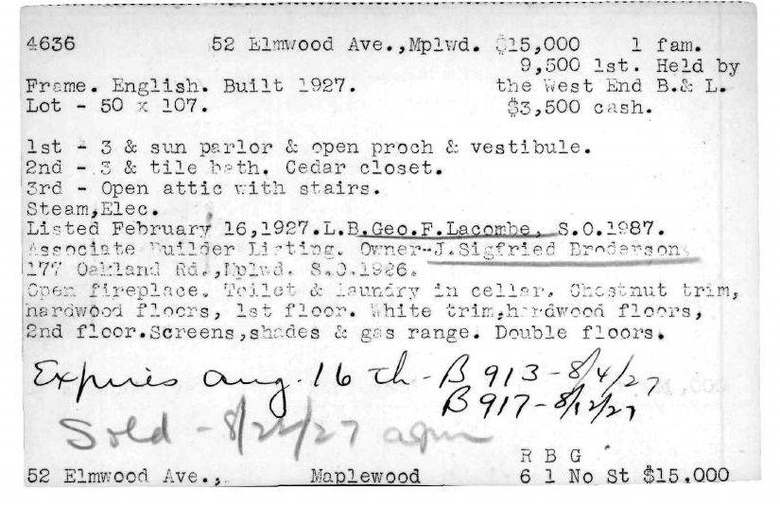 4636 52 Elmwood Ave.,Mplwd. $15,000 1 fam.
9,500 1st. Held by
Frame. English. Built 1927. the West End B.& L.
Lot - 50 x 107. $3,500 cash.
1st - 3 & sun parlor & open proch & vestibule.
2nd - 3 & tile bath. Cedar closet.
3rd - Open attic with stairs.
Steam,Elec.
Listed February 16,1927.L.B.Geo.F.Lacombe. S.O.1987.
Associate Builder Listing. Owner--J.Sigfried Brodarson
177 Oakland Rd.,Mplwd. S.O.1926.
Open fireplace. Toilet & laundry in cellar. Chestnut trim,
hardwood floors, 1st floor. White trim,hardwood floors,
2nd floor.Screens,shades & gas range. Double floors.
Expires Aug. 16th - B 913 - 8/4/27
B 917 - 8/12/27
Sold - 8/22/27
R B G
52 Elmwood Ave., Maplewood 6 1 No St $15.000